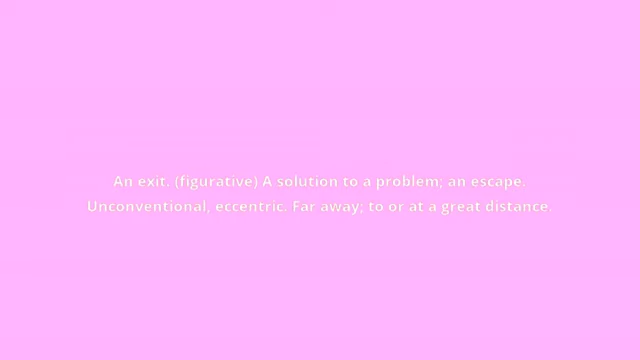 An exit. (figurative) A solution to a problem; an escape.
Unconventional, eccentric. Far away; to or at a great distance.